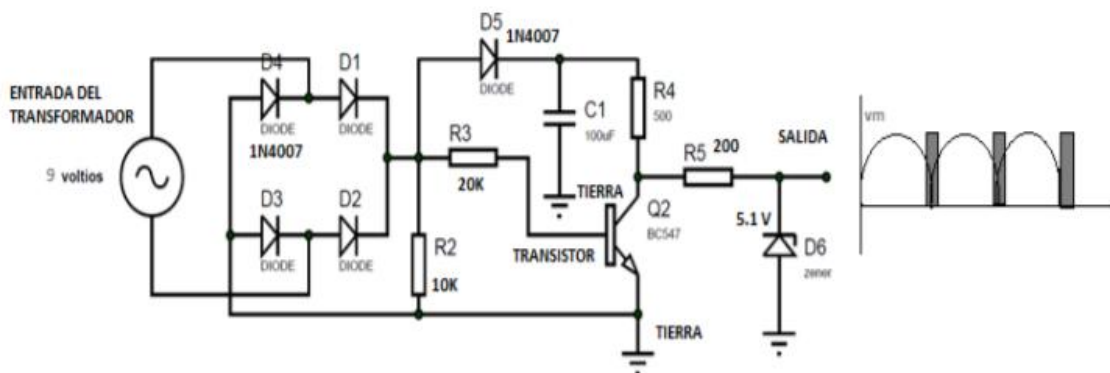 ENTRADA DEL
TRANSFORMADOR
9 voltios
D4
DIODE
1N4007
D1
DIODE
D3
DIODE
D2
DIODE
D5
1N4007
DIODE
R3
20K
R2
10K
C1
100uF
TIERRA
R4
500
R5
200
SALIDA
Q2
BC547
TRANSISTOR
TIERRA
5.1 V
D6
zener
vm